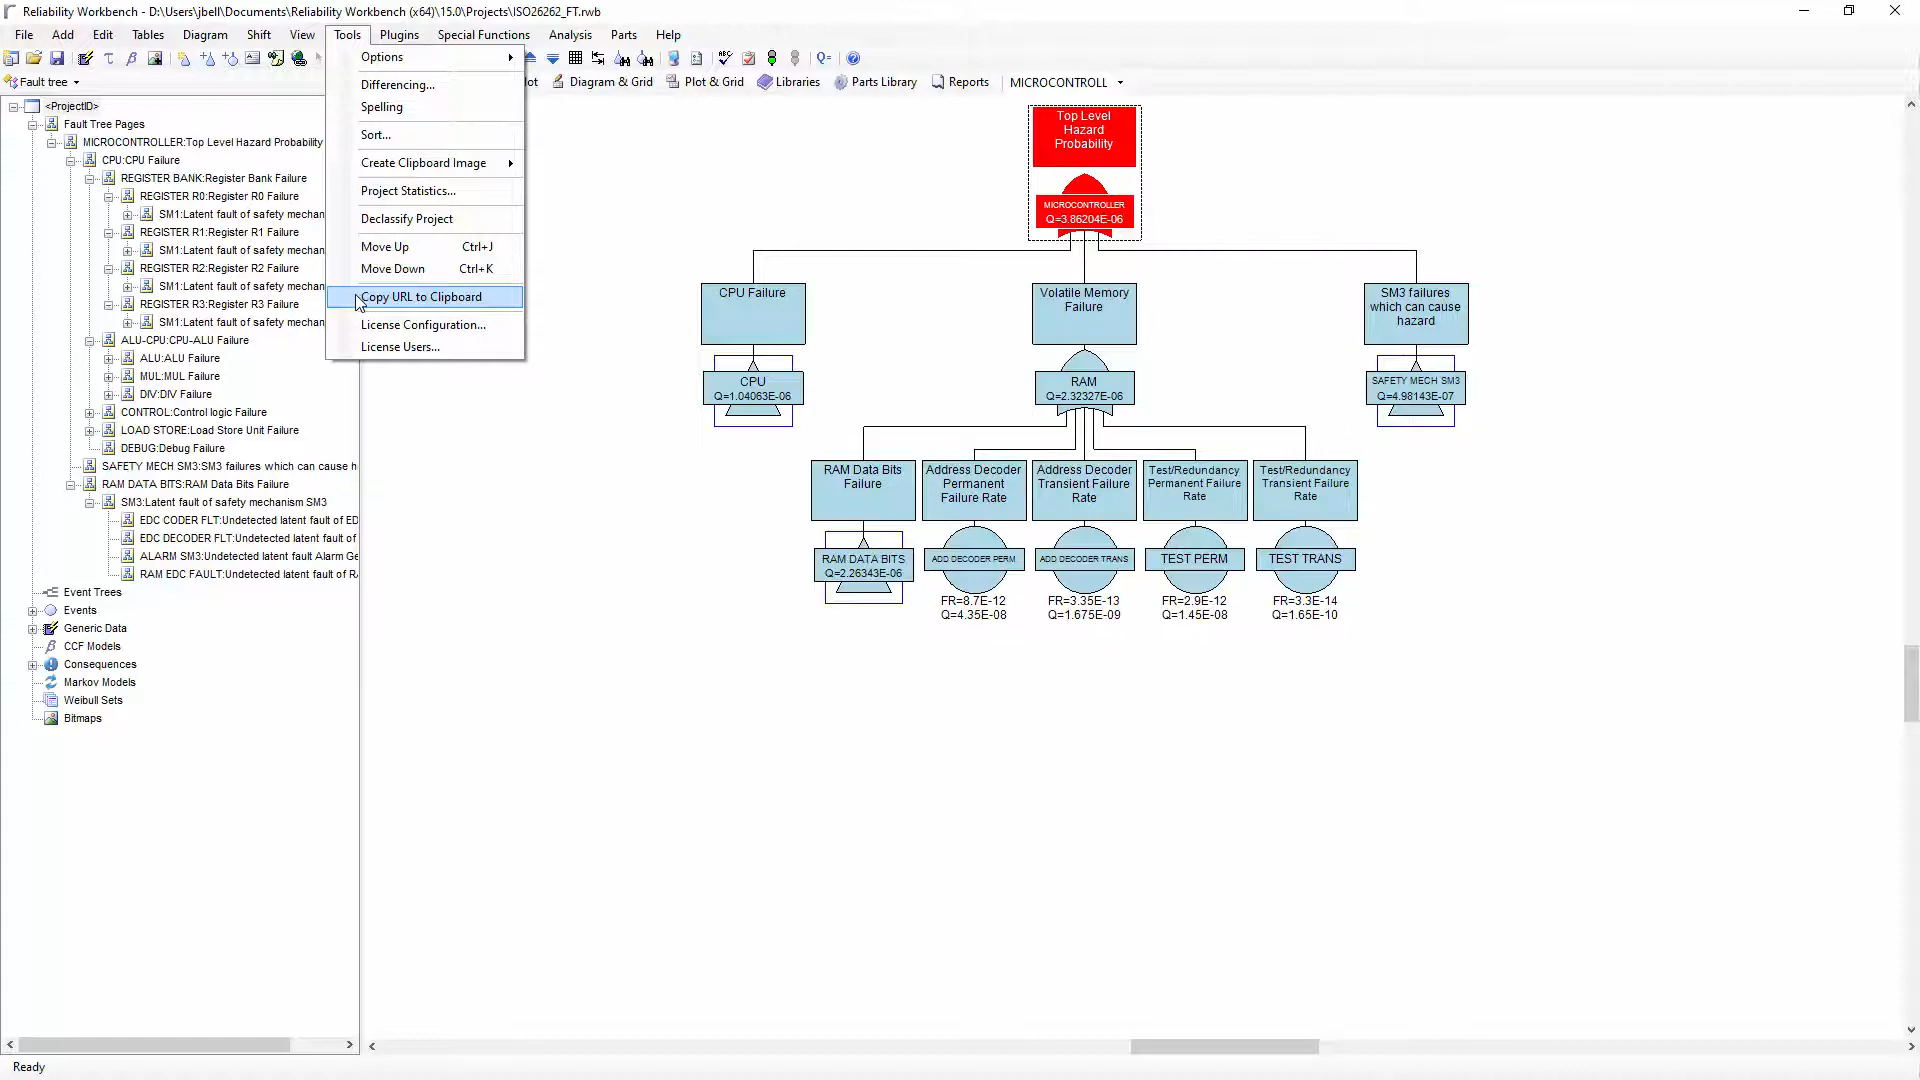 Reliability Workbench - D:\Users\jbell\Documents\Reliability Workbench (x64)\15.0\Projects\ISO26262_FT.rwb
File Add Edit Tables Diagram Shift View Tools Plugins Special Functions Analysis Parts Help
Fault tree
Diagram & Grid Plot & Grid Libraries Parts Library Reports MICROCONTROLL
Options
Differencing...
Spelling
Sort...
Create Clipboard Image
Project Statistics...
Declassify Project
Move Up Ctrl+J
Move Down Ctrl+K
Copy URL to Clipboard
License Configuration...
License Users...
<ProjectID>
Fault Tree Pages
MICROCONTROLLER:Top Level Hazard Probability
CPU:CPU Failure
REGISTER BANK:Register Bank Failure
REGISTER R0:Register R0 Failure
SM1:Latent fault of safety mechan
REGISTER R1:Register R1 Failure
SM1:Latent fault of safety mechan
REGISTER R2:Register R2 Failure
SM1:Latent fault of safety mechan
REGISTER R3:Register R3 Failure
SM1:Latent fault of safety mechan
ALU-CPU:CPU-ALU Failure
ALU:ALU Failure
MUL:MUL Failure
DIV:DIV Failure
CONTROL:Control logic Failure
LOAD STORE:Load Store Unit Failure
DEBUG:Debug Failure
SAFETY MECH SM3:SM3 failures which can cause h
RAM DATA BITS:RAM Data Bits Failure
SM3:Latent fault of safety mechanism SM3
EDC CODER FLT:Undetected latent fault of ED
EDC DECODER FLT:Undetected latent fault of
ALARM SM3:Undetected latent fault Alarm Ge
RAM EDC FAULT:Undetected latent fault of R
Event Trees
Events
Generic Data
CCF Models
Consequences
Markov Models
Weibull Sets
Bitmaps
Top Level
Hazard
Probability
MICROCONTROLLER
Q=3.86204E-06
CPU Failure
CPU
Q=1.04063E-06
Volatile Memory
Failure
RAM
Q=2.32327E-06
SM3 failures
which can cause
hazard
SAFETY MECH SM3
Q=4.98143E-07
RAM Data Bits
Failure
RAM DATA BITS
Q=2.26343E-06
Address Decoder
Permanent
Failure Rate
ADD DECODER PERM
FR=8.7E-12
Q=4.35E-08
Address Decoder
Transient Failure
Rate
ADD DECODER TRANS
FR=3.35E-13
Q=1.675E-09
Test/Redundancy
Permanent Failure
Rate
TEST PERM
FR=2.9E-12
Q=1.45E-08
Test/Redundancy
Transient Failure
Rate
TEST TRANS
FR=3.3E-14
Q=1.65E-10
Ready